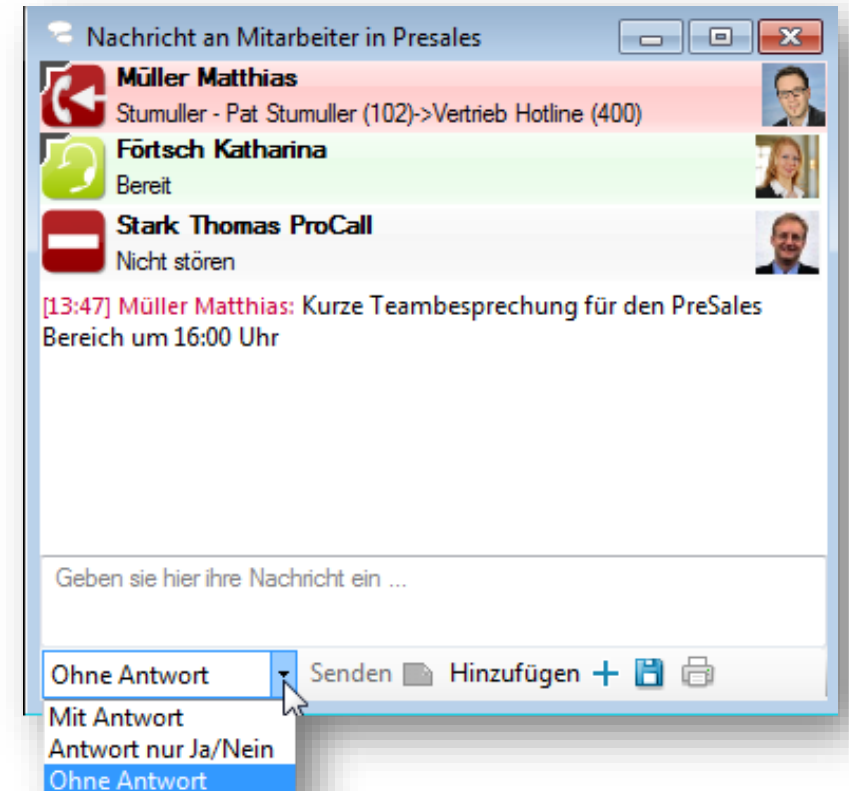 Nachricht an Mitarbeiter in Presales
Müller Matthias
Stumuller - Pat Stumuller (102)->Vertrieb Hotline (400)
Förtsch Katharina
Bereit
Stark Thomas ProCall
Nicht stören
[13:47] Müller Matthias: Kurze Teambesprechung für den PreSales
Bereich um 16:00 Uhr
Geben sie hier ihre Nachricht ein ...
Ohne Antwort Senden Hinzufügen
Mit Antwort
Antwort nur Ja/Nein
Ohne Antwort